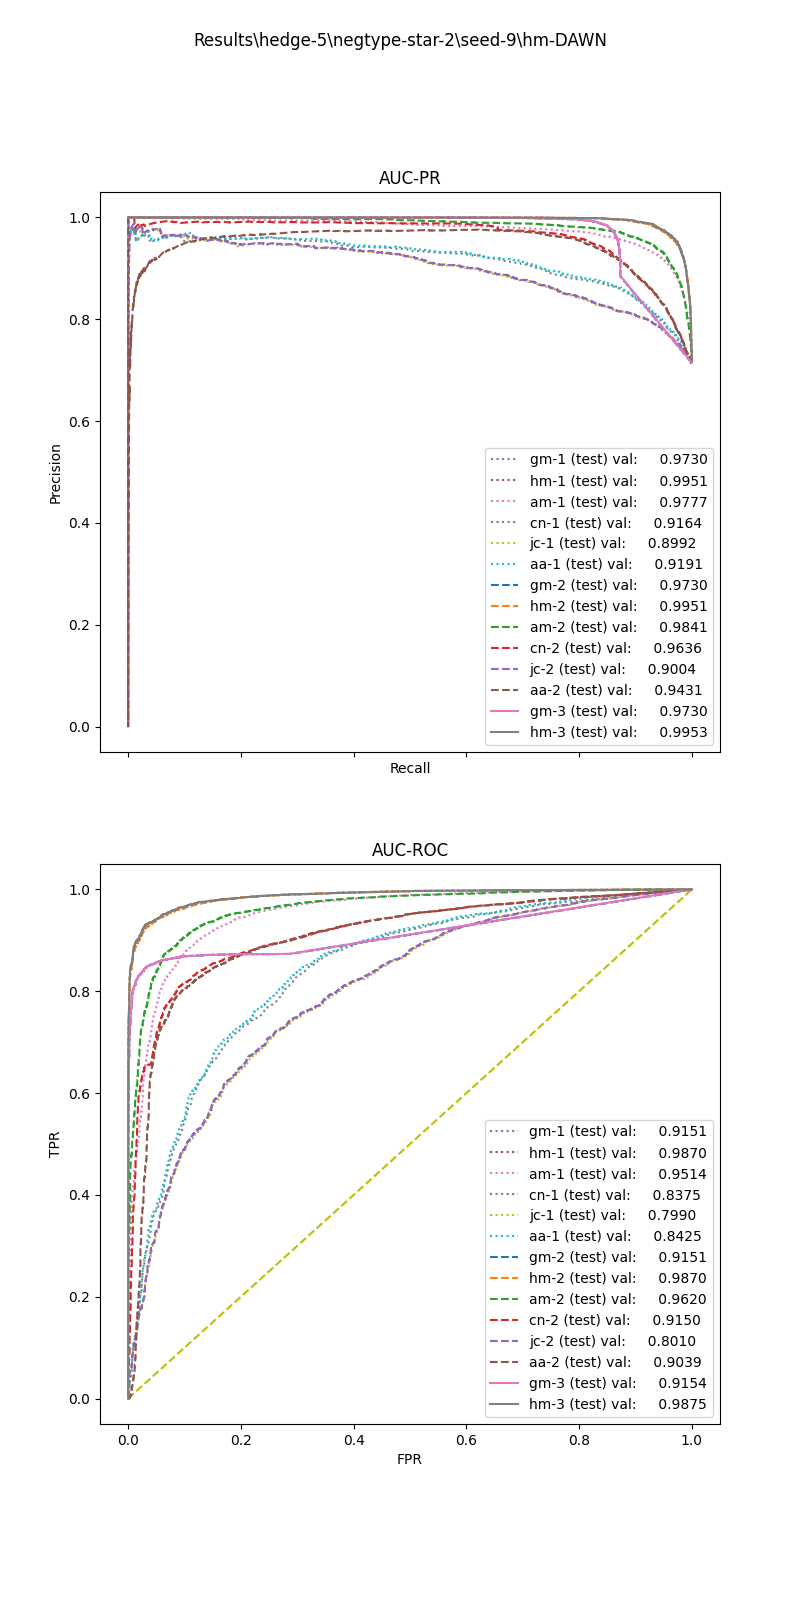 Results\hedge-5\negtype-star-2\seed-9\hm-DAWN
AUC-PR
1.0
0.8
0.6
0.4
0.2
0.0
Precision
gm-1 (test) val: 0.9730
hm-1 (test) val: 0.9951
am-1 (test) val: 0.9777
cn-1 (test) val: 0.9164
jc-1 (test) val: 0.8992
aa-1 (test) val: 0.9191
gm-2 (test) val: 0.9730
hm-2 (test) val: 0.9951
am-2 (test) val: 0.9841
cn-2 (test) val: 0.9636
jc-2 (test) val: 0.9004
aa-2 (test) val: 0.9431
gm-3 (test) val: 0.9730
hm-3 (test) val: 0.9953
Recall
AUC-ROC
1.0
0.8
0.6
0.4
0.2
0.0
TPR
gm-1 (test) val: 0.9151
hm-1 (test) val: 0.9870
am-1 (test) val: 0.9514
cn-1 (test) val: 0.8375
jc-1 (test) val: 0.7990
aa-1 (test) val: 0.8425
gm-2 (test) val: 0.9151
hm-2 (test) val: 0.9870
am-2 (test) val: 0.9620
cn-2 (test) val: 0.9150
jc-2 (test) val: 0.8010
aa-2 (test) val: 0.9039
gm-3 (test) val: 0.9154
hm-3 (test) val: 0.9875
0.0 0.2 0.4 0.6 0.8 1.0
FPR